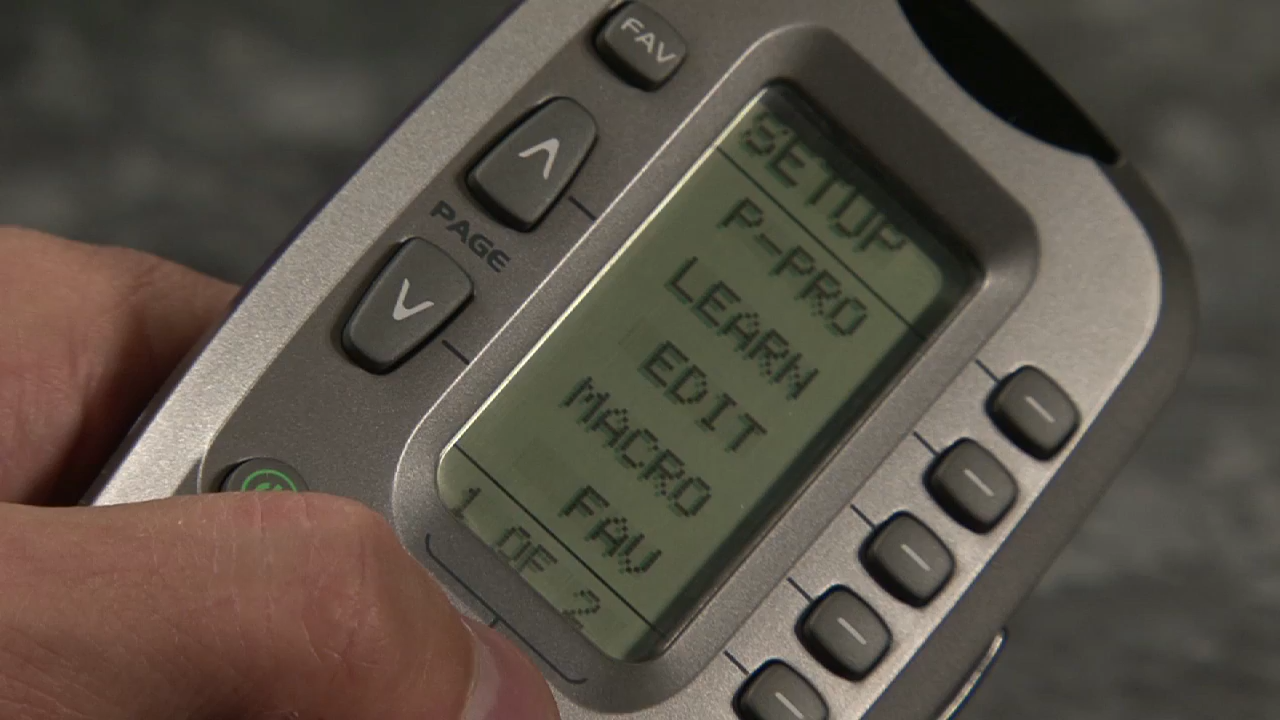 FAV
PAGE
SETUP
P-PRO
LEARN
EDIT
MACRO
FAV
1 OF 2